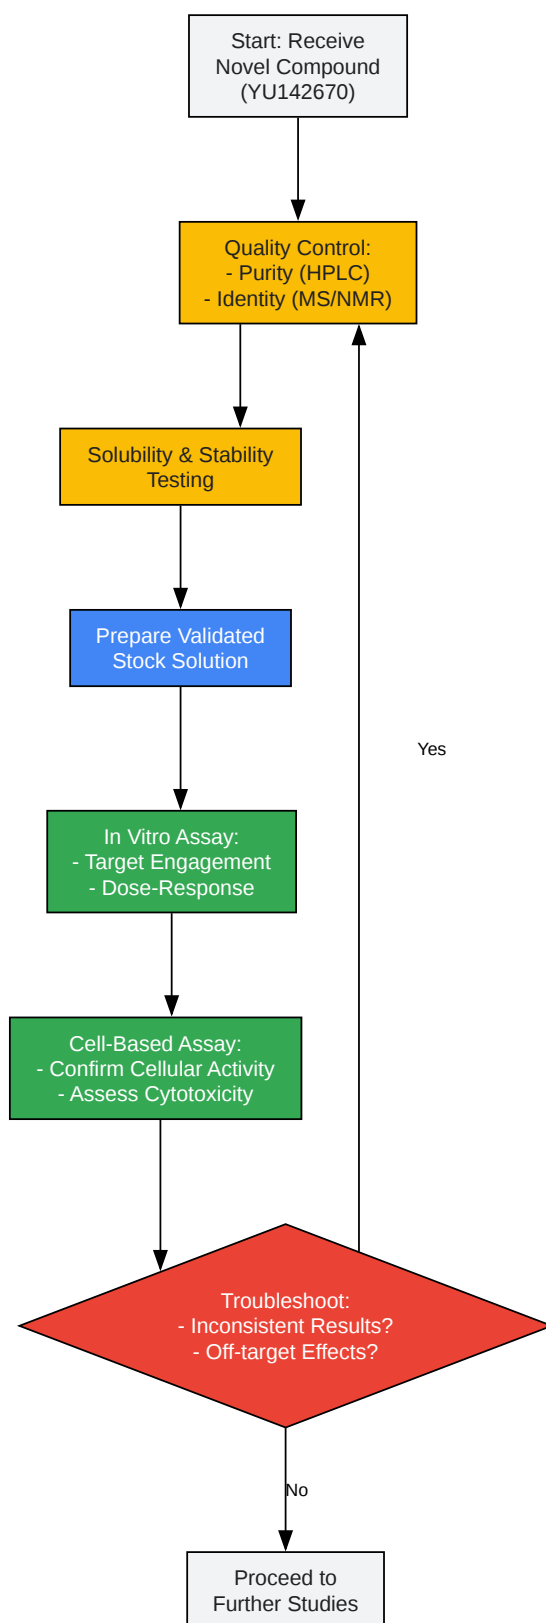 Start: Receive
Novel Compound
(YU142670)
Quality Control:
- Purity (HPLC)
- Identity (MS/NMR)
Solubility & Stability
Testing
Prepare Validated
Stock Solution
Yes
In Vitro Assay:
- Target Engagement
- Dose-Response
Cell-Based Assay:
- Confirm Cellular Activity
- Assess Cytotoxicity
Troubleshoot:
- Inconsistent Results?
- Off-target Effects?
No
Proceed to
Further Studies